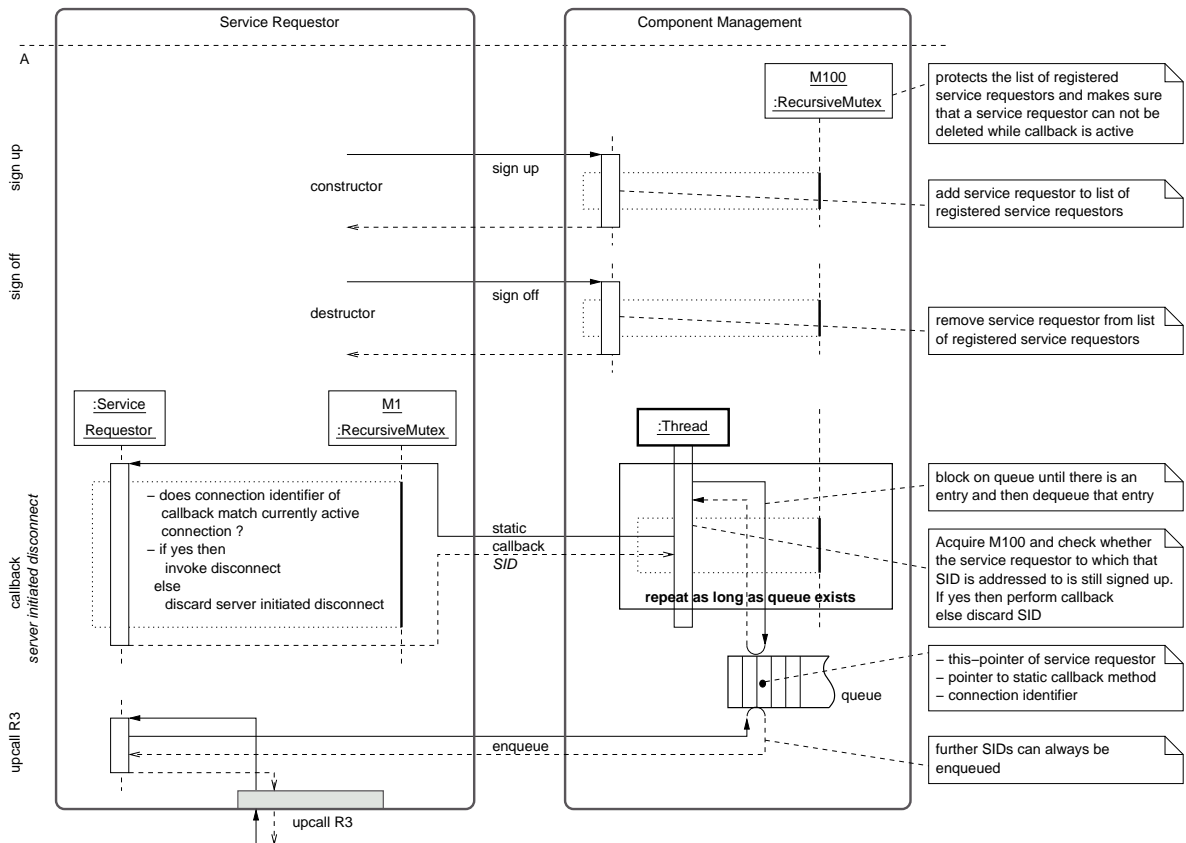 Service Requestor
Component Management
A
M100
:RecursiveMutex
protects the list of registered
service requestors and makes sure
that a service requestor can not be
deleted while callback is active
sign up
constructor
sign up
add service requestor to list of
registered service requestors
sign off
destructor
sign off
remove service requestor from list
of registered service requestors
:Service
Requestor
M1
:RecursiveMutex
:Thread
callback
server initiated disconnect
– does connection identifier of
callback match currently active
connection ?
– if yes then
invoke disconnect
else
discard server initiated disconnect
static
callback
SID
repeat as long as queue exists
block on queue until there is an
entry and then dequeue that entry
Acquire M100 and check whether
the service requestor to which that
SID is addressed to is still signed up.
If yes then perform callback
else discard SID
queue
– this–pointer of service requestor
– pointer to static callback method
– connection identifier
upcall R3
enqueue
further SIDs can always be
enqueued
upcall R3